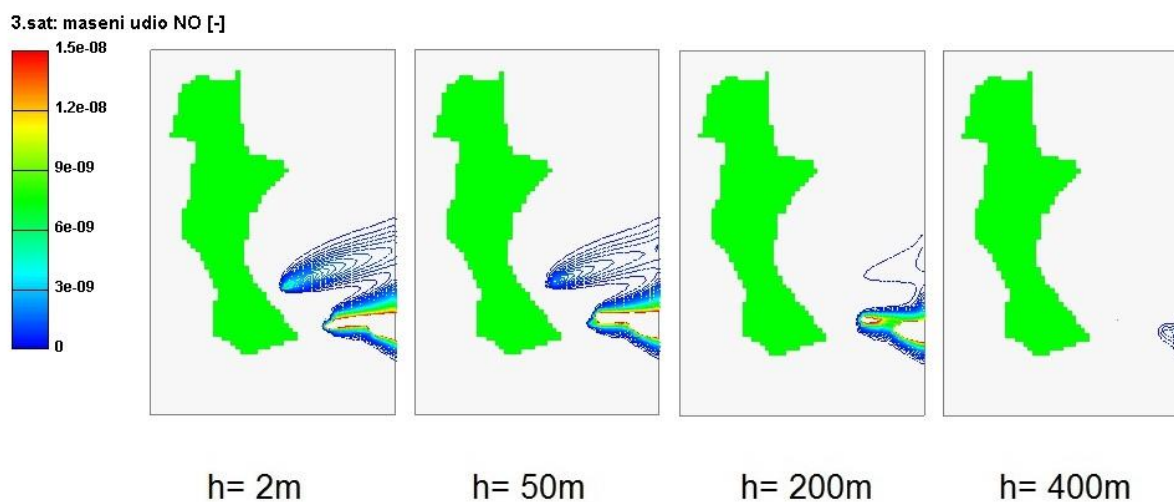 3.sat: maseni udio NO [-]
1.5e-08
1.2e-08
9e-09
6e-09
3e-09
0
h= 2m
h= 50m
h= 200m
h= 400m